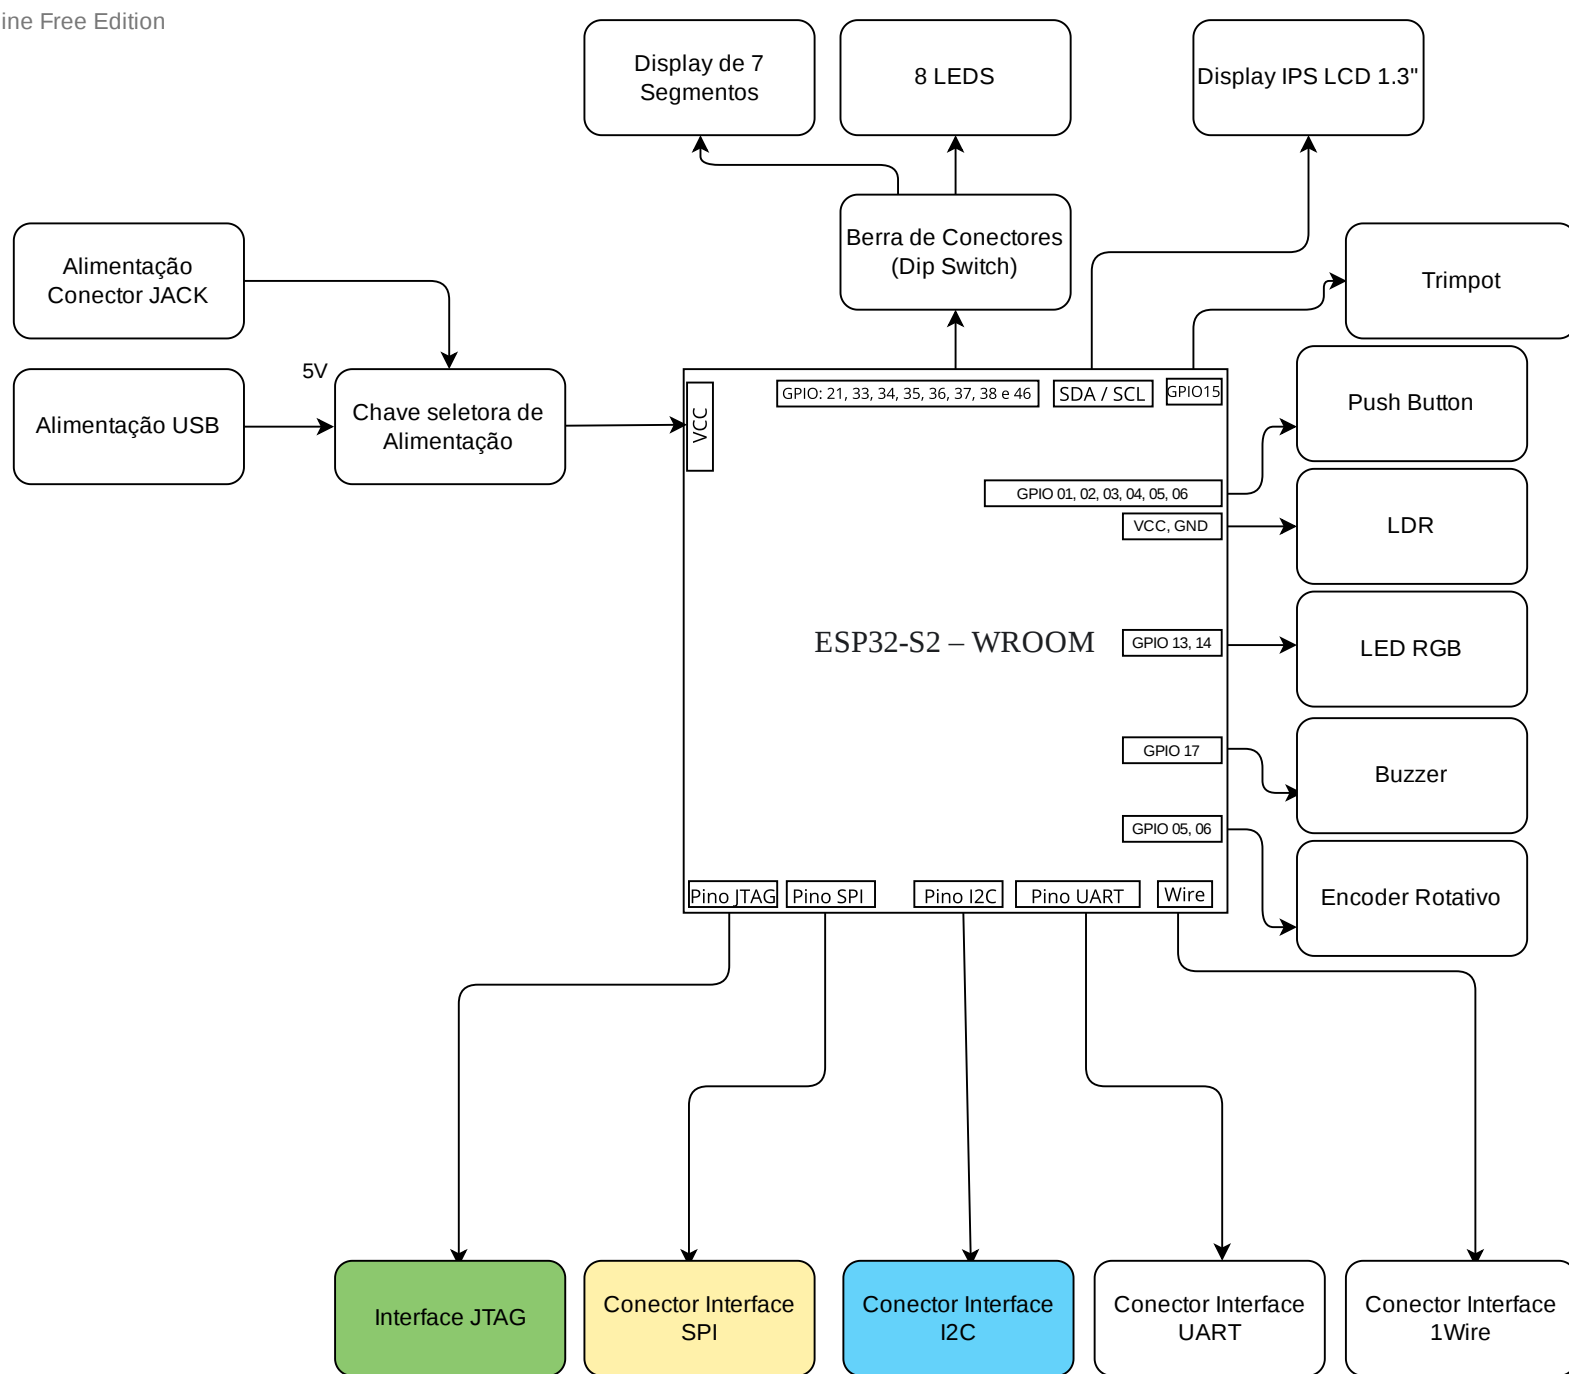 ine Free Edition
Display de 7
Segmentos
8 LEDS
Display IPS LCD 1.3"
Berra de Conectores
(Dip Switch)
Alimentação
Conector JACK
Trimpot
5V
Alimentação USB
Chave seletora de
Alimentação
VCC
GPIO: 21, 33, 34, 35, 36, 37, 38 e 46
SDA / SCL
GPIO15
Push Button
GPIO 01, 02, 03, 04, 05, 06
VCC, GND
LDR
ESP32-S2 – WROOM
GPIO 13, 14
LED RGB
GPIO 17
Buzzer
GPIO 05, 06
Encoder Rotativo
Pino JTAG
Pino SPI
Pino I2C
Pino UART
Wire
Interface JTAG
Conector Interface
SPI
Conector Interface
I2C
Conector Interface
UART
Conector Interface
1Wire